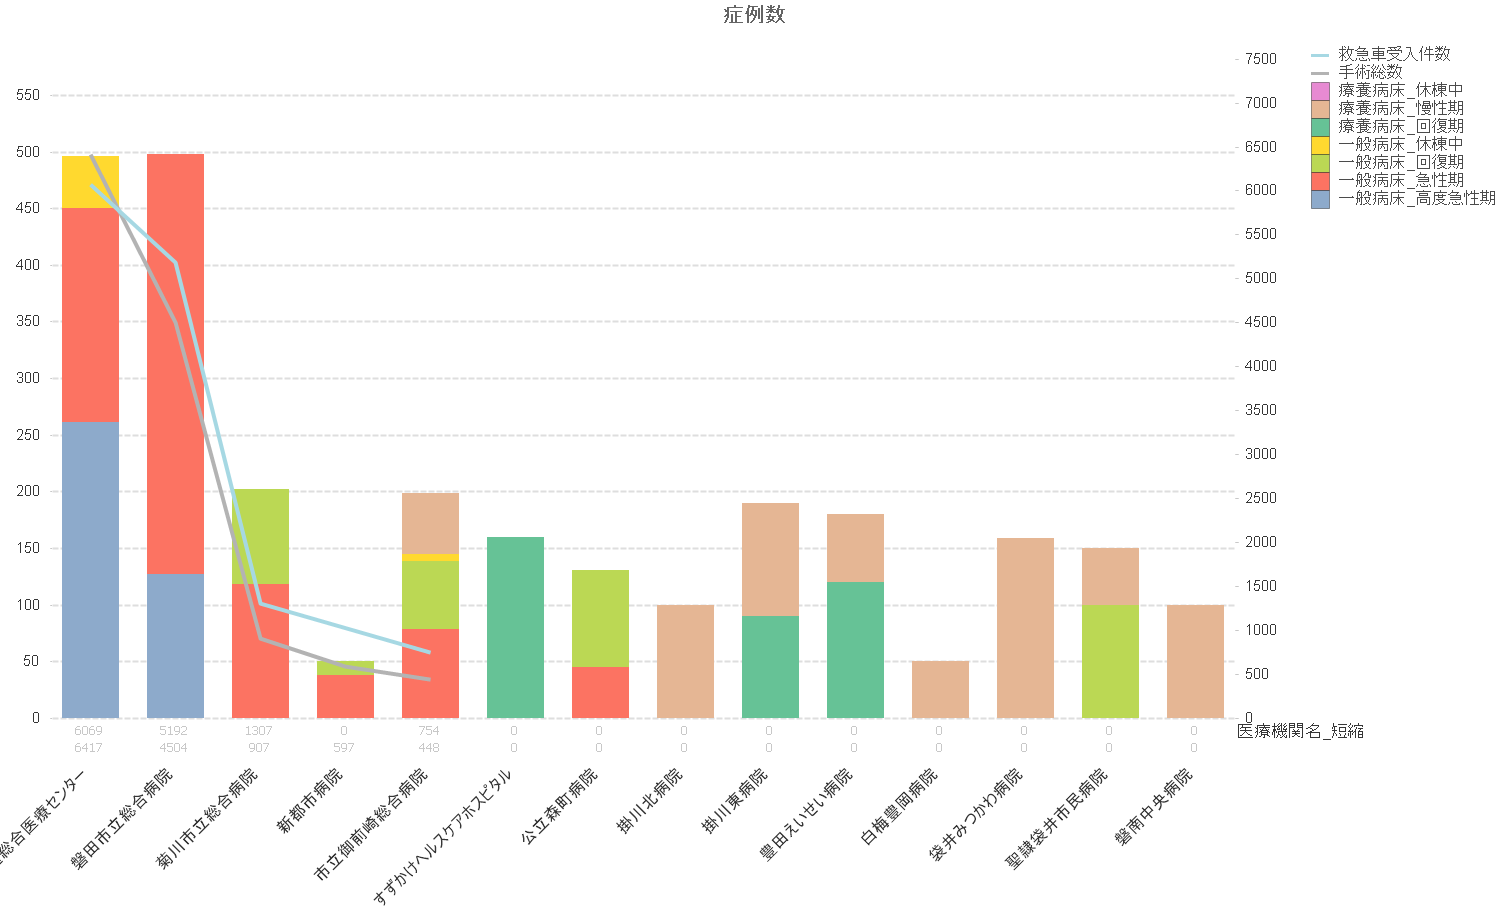 症例数
救急車受入件数
手術総数
療養病床_休棟中
療養病床_慢性期
療養病床_回復期
一般病床_休棟中
一般病床_回復期
一般病床_急性期
一般病床_高度急性期
550
500
450
400
350
300
250
200
150
100
50
0
7500
7000
6500
6000
5500
5000
4500
4000
3500
3000
2500
2000
1500
1000
500
0
6069 5192 1307 0 754 0 0 0 0 0 0 0 0 0
6417 4504 907 597 448 0 0 0 0 0 0 0 0 0
医療機関名_短縮
総合医療センター
磐田市立総合病院
菊川市立総合病院
新都市病院
市立御前崎総合病院
すずかけヘルスケアホスピタル
公立森町病院
掛川北病院
掛川東病院
豊田えいせい病院
白梅豊岡病院
袋井みつかわ病院
聖隷袋井市民病院
磐南中央病院